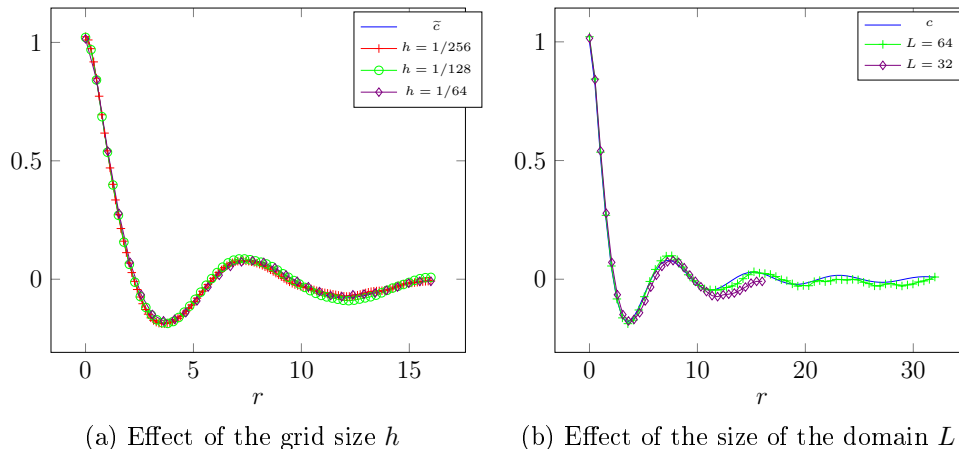 1
0.5
0
0
5
10
15
r
c̃
h = 1/256
h = 1/128
h = 1/64
(a) Effect of the grid size h
1
0.5
0
0
10
20
30
r
c
L = 64
L = 32
(b) Effect of the size of the domain L